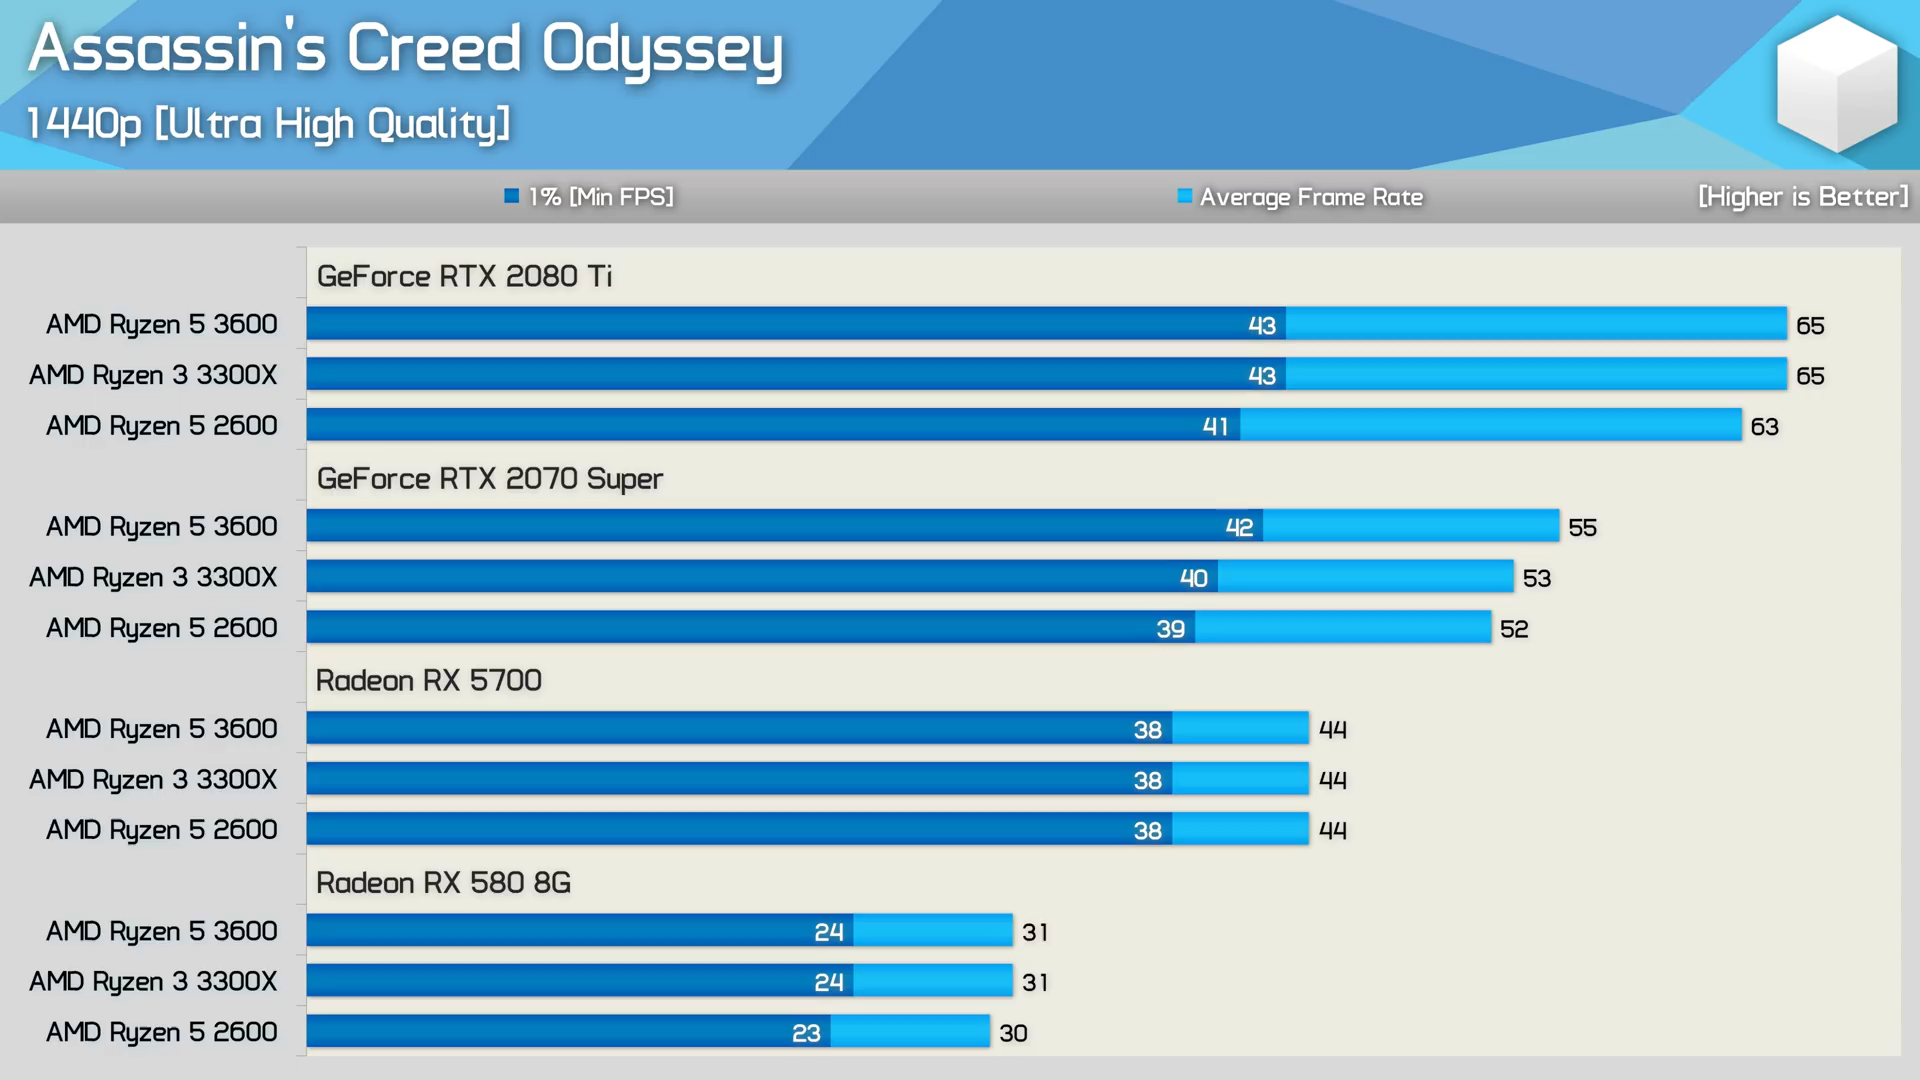 Assassin's Creed Odyssey
1440p [Ultra High Quality]
1% [Min FPS] Average Frame Rate [Higher is Better]
GeForce RTX 2080 Ti
AMD Ryzen 5 3600 43 65
AMD Ryzen 3 3300X 43 65
AMD Ryzen 5 2600 41 63
GeForce RTX 2070 Super
AMD Ryzen 5 3600 42 55
AMD Ryzen 3 3300X 40 53
AMD Ryzen 5 2600 39 52
Radeon RX 5700
AMD Ryzen 5 3600 38 44
AMD Ryzen 3 3300X 38 44
AMD Ryzen 5 2600 38 44
Radeon RX 580 8G
AMD Ryzen 5 3600 24 31
AMD Ryzen 3 3300X 24 31
AMD Ryzen 5 2600 23 30